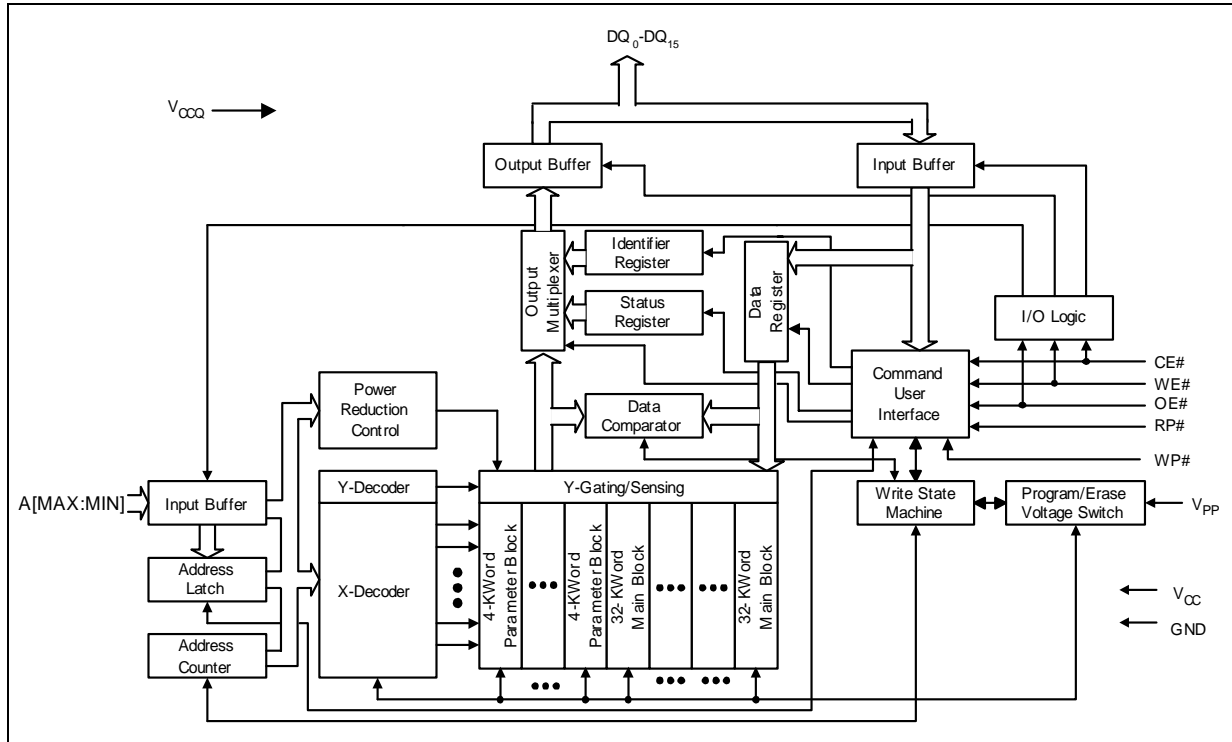 DQ0-DQ15
VCCQ
Output Buffer
Input Buffer
Output
Multiplexer
Identifier
Register
Status
Register
Data
Register
I/O Logic
Command
User
Interface
CE#
WE#
OE#
RP#
WP#
Power
Reduction
Control
Data
Comparator
A[MAX:MIN]
Input Buffer
Y-Decoder
Y-Gating/Sensing
Write State
Machine
Program/Erase
Voltage Switch
VPP
Address
Latch
X-Decoder
4-KWord
Parameter Block
4-KWord
Parameter Block
32-KWord
Main Block
32-KWord
Main Block
Address
Counter
VCC
GND